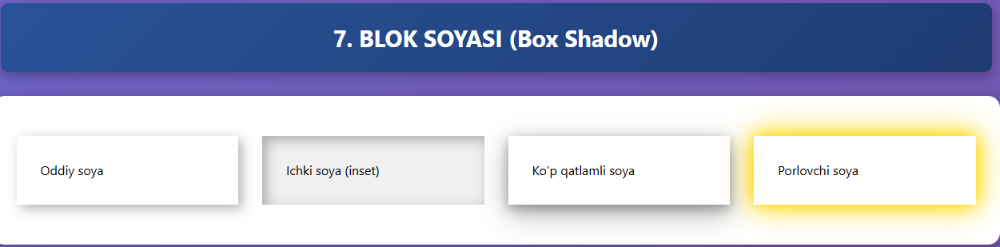 7. BLOK SOYASI (Box Shadow)
Oddiy soya
Ichki soya (inset)
Ko'p qatlamli soya
Porlovchi soya